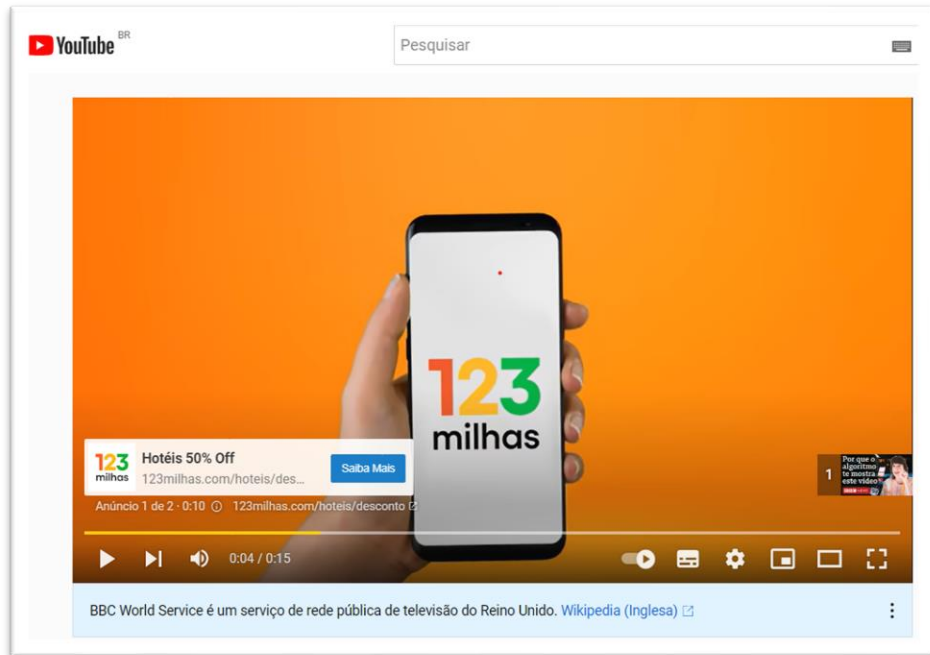 YouTube BR
Pesquisar
123
milhas
123
milhas
Hotéis 50% Off
123milhas.com/hoteis/des...
Saiba Mais
Anúncio 1 de 2 · 0:10 123milhas.com/hoteis/desconto
1
Por que o
algoritmo
te mostra
este vídeo
0:04 / 0:15
BBC World Service é um serviço de rede pública de televisão do Reino Unido. Wikipedia (Inglesa)